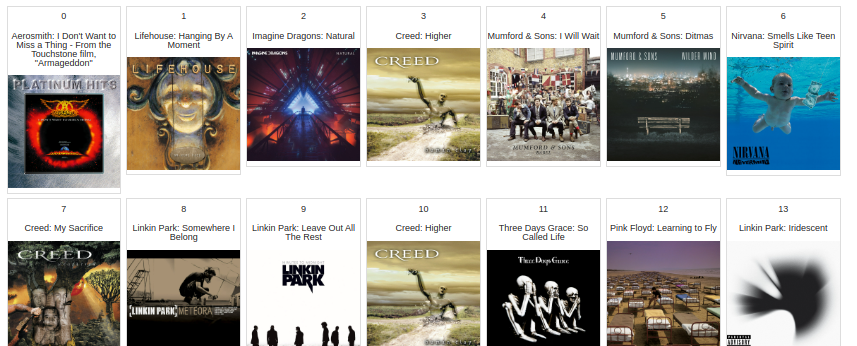 0
Aerosmith: I Don't Want to
Miss a Thing - From the
Touchstone film,
"Armageddon"
PLATINUM HITS
1
Lifehouse: Hanging By A
Moment
LIFEHOUSE
2
Imagine Dragons: Natural
IMAGINE DRAGONS
NATURAL
3
Creed: Higher
CREED
human clay
4
Mumford & Sons: I Will Wait
MUMFORD & SONS
BABEL
5
Mumford & Sons: Ditmas
MUMFORD & SONS
WILDER MIND
6
Nirvana: Smells Like Teen
Spirit
NIRVANA
NEVERMIND
7
Creed: My Sacrifice
CREED
8
Linkin Park: Somewhere I
Belong
[LINKIN PARK]
METEORA
9
Linkin Park: Leave Out All
The Rest
LINKIN
PARK
10
Creed: Higher
CREED
11
Three Days Grace: So
Called Life
Three Days Grace
12
Pink Floyd: Learning to Fly
13
Linkin Park: Iridescent
ADVISORY